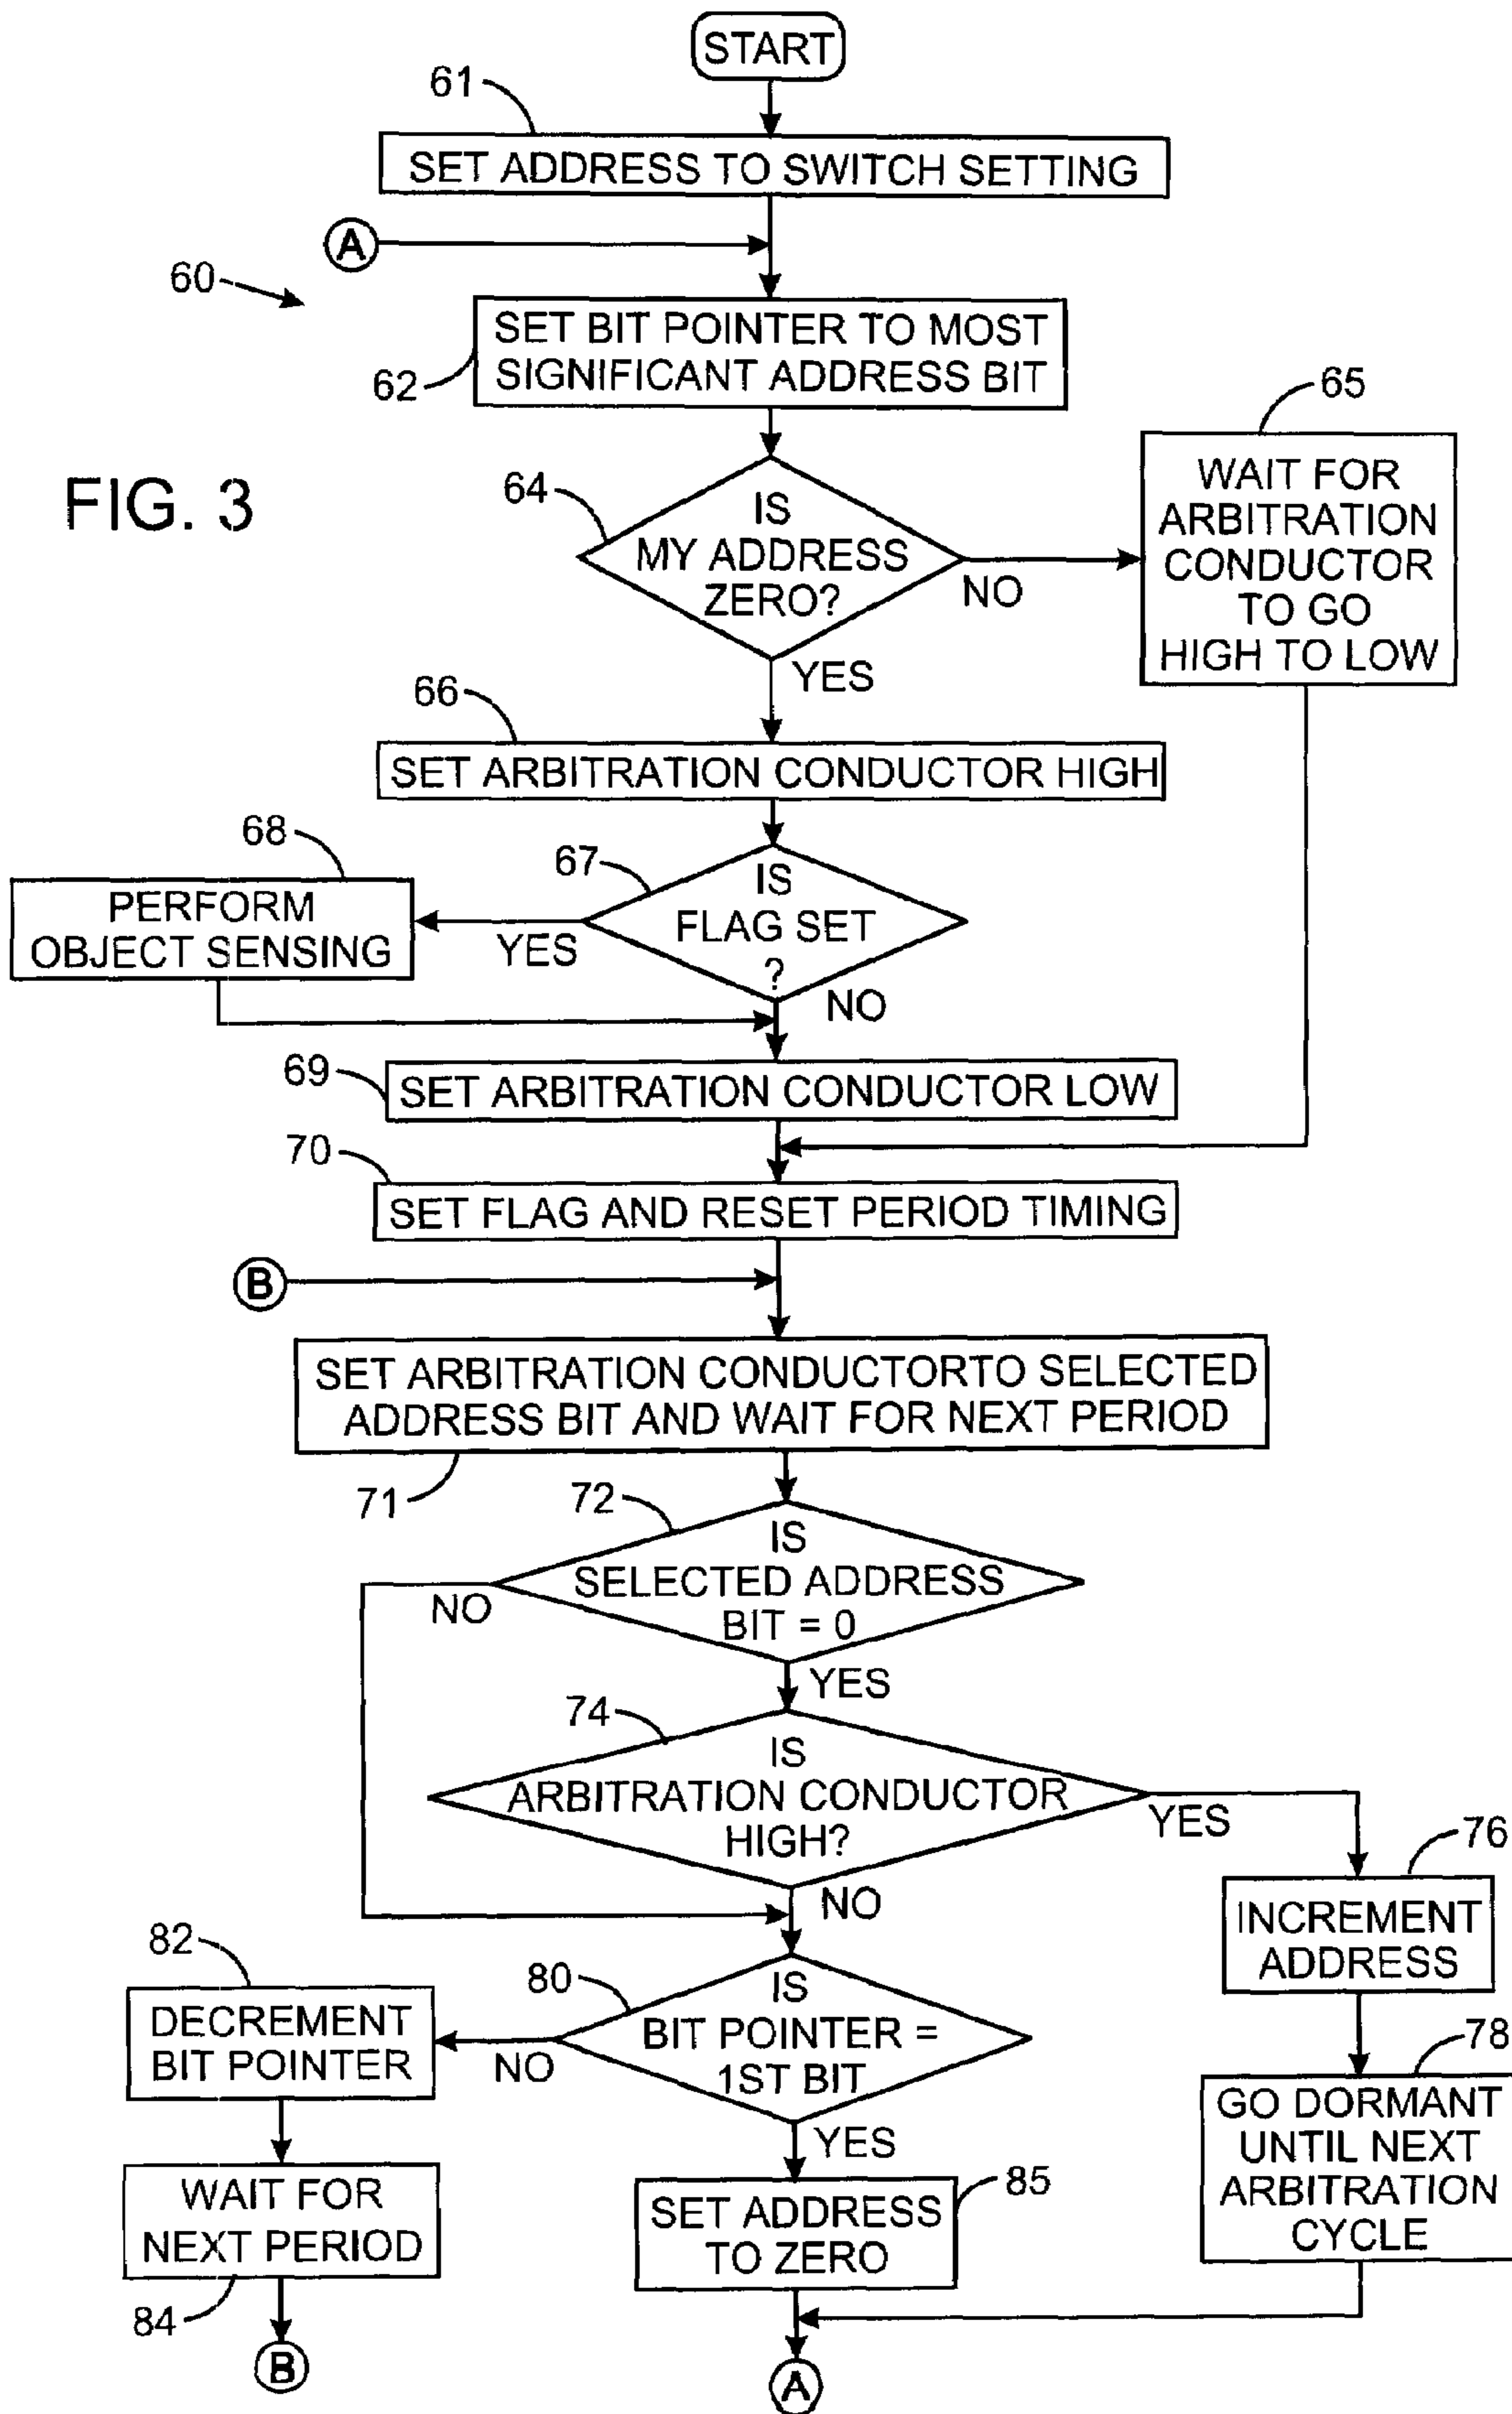 START
61
SET ADDRESS TO SWITCH SETTING
A
60
SET BIT POINTER TO MOST
SIGNIFICANT ADDRESS BIT
62
65
FIG. 3
64
IS
MY ADDRESS
ZERO?
NO
YES
WAIT FOR
ARBITRATION
CONDUCTOR
TO GO
HIGH TO LOW
66
SET ARBITRATION CONDUCTOR HIGH
68
67
IS
FLAG SET
?
YES
NO
PERFORM
OBJECT SENSING
69
SET ARBITRATION CONDUCTOR LOW
70
SET FLAG AND RESET PERIOD TIMING
B
SET ARBITRATION CONDUCTORTO SELECTED
ADDRESS BIT AND WAIT FOR NEXT PERIOD
71
72
IS
SELECTED ADDRESS
BIT = 0
NO
YES
74
IS
ARBITRATION CONDUCTOR
HIGH?
YES
NO
76
INCREMENT
ADDRESS
82
80
IS
BIT POINTER =
1ST BIT
NO
YES
DECREMENT
BIT POINTER
78
GO DORMANT
UNTIL NEXT
ARBITRATION
CYCLE
WAIT FOR
NEXT PERIOD
84
85
SET ADDRESS
TO ZERO
B
A